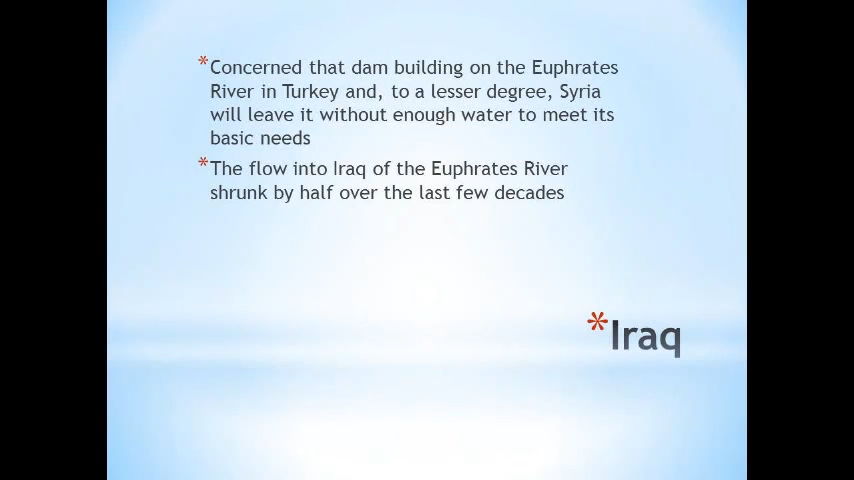 *Concerned that dam building on the Euphrates
River in Turkey and, to a lesser degree, Syria
will leave it without enough water to meet its
basic needs
*The flow into Iraq of the Euphrates River
shrunk by half over the last few decades
*Iraq